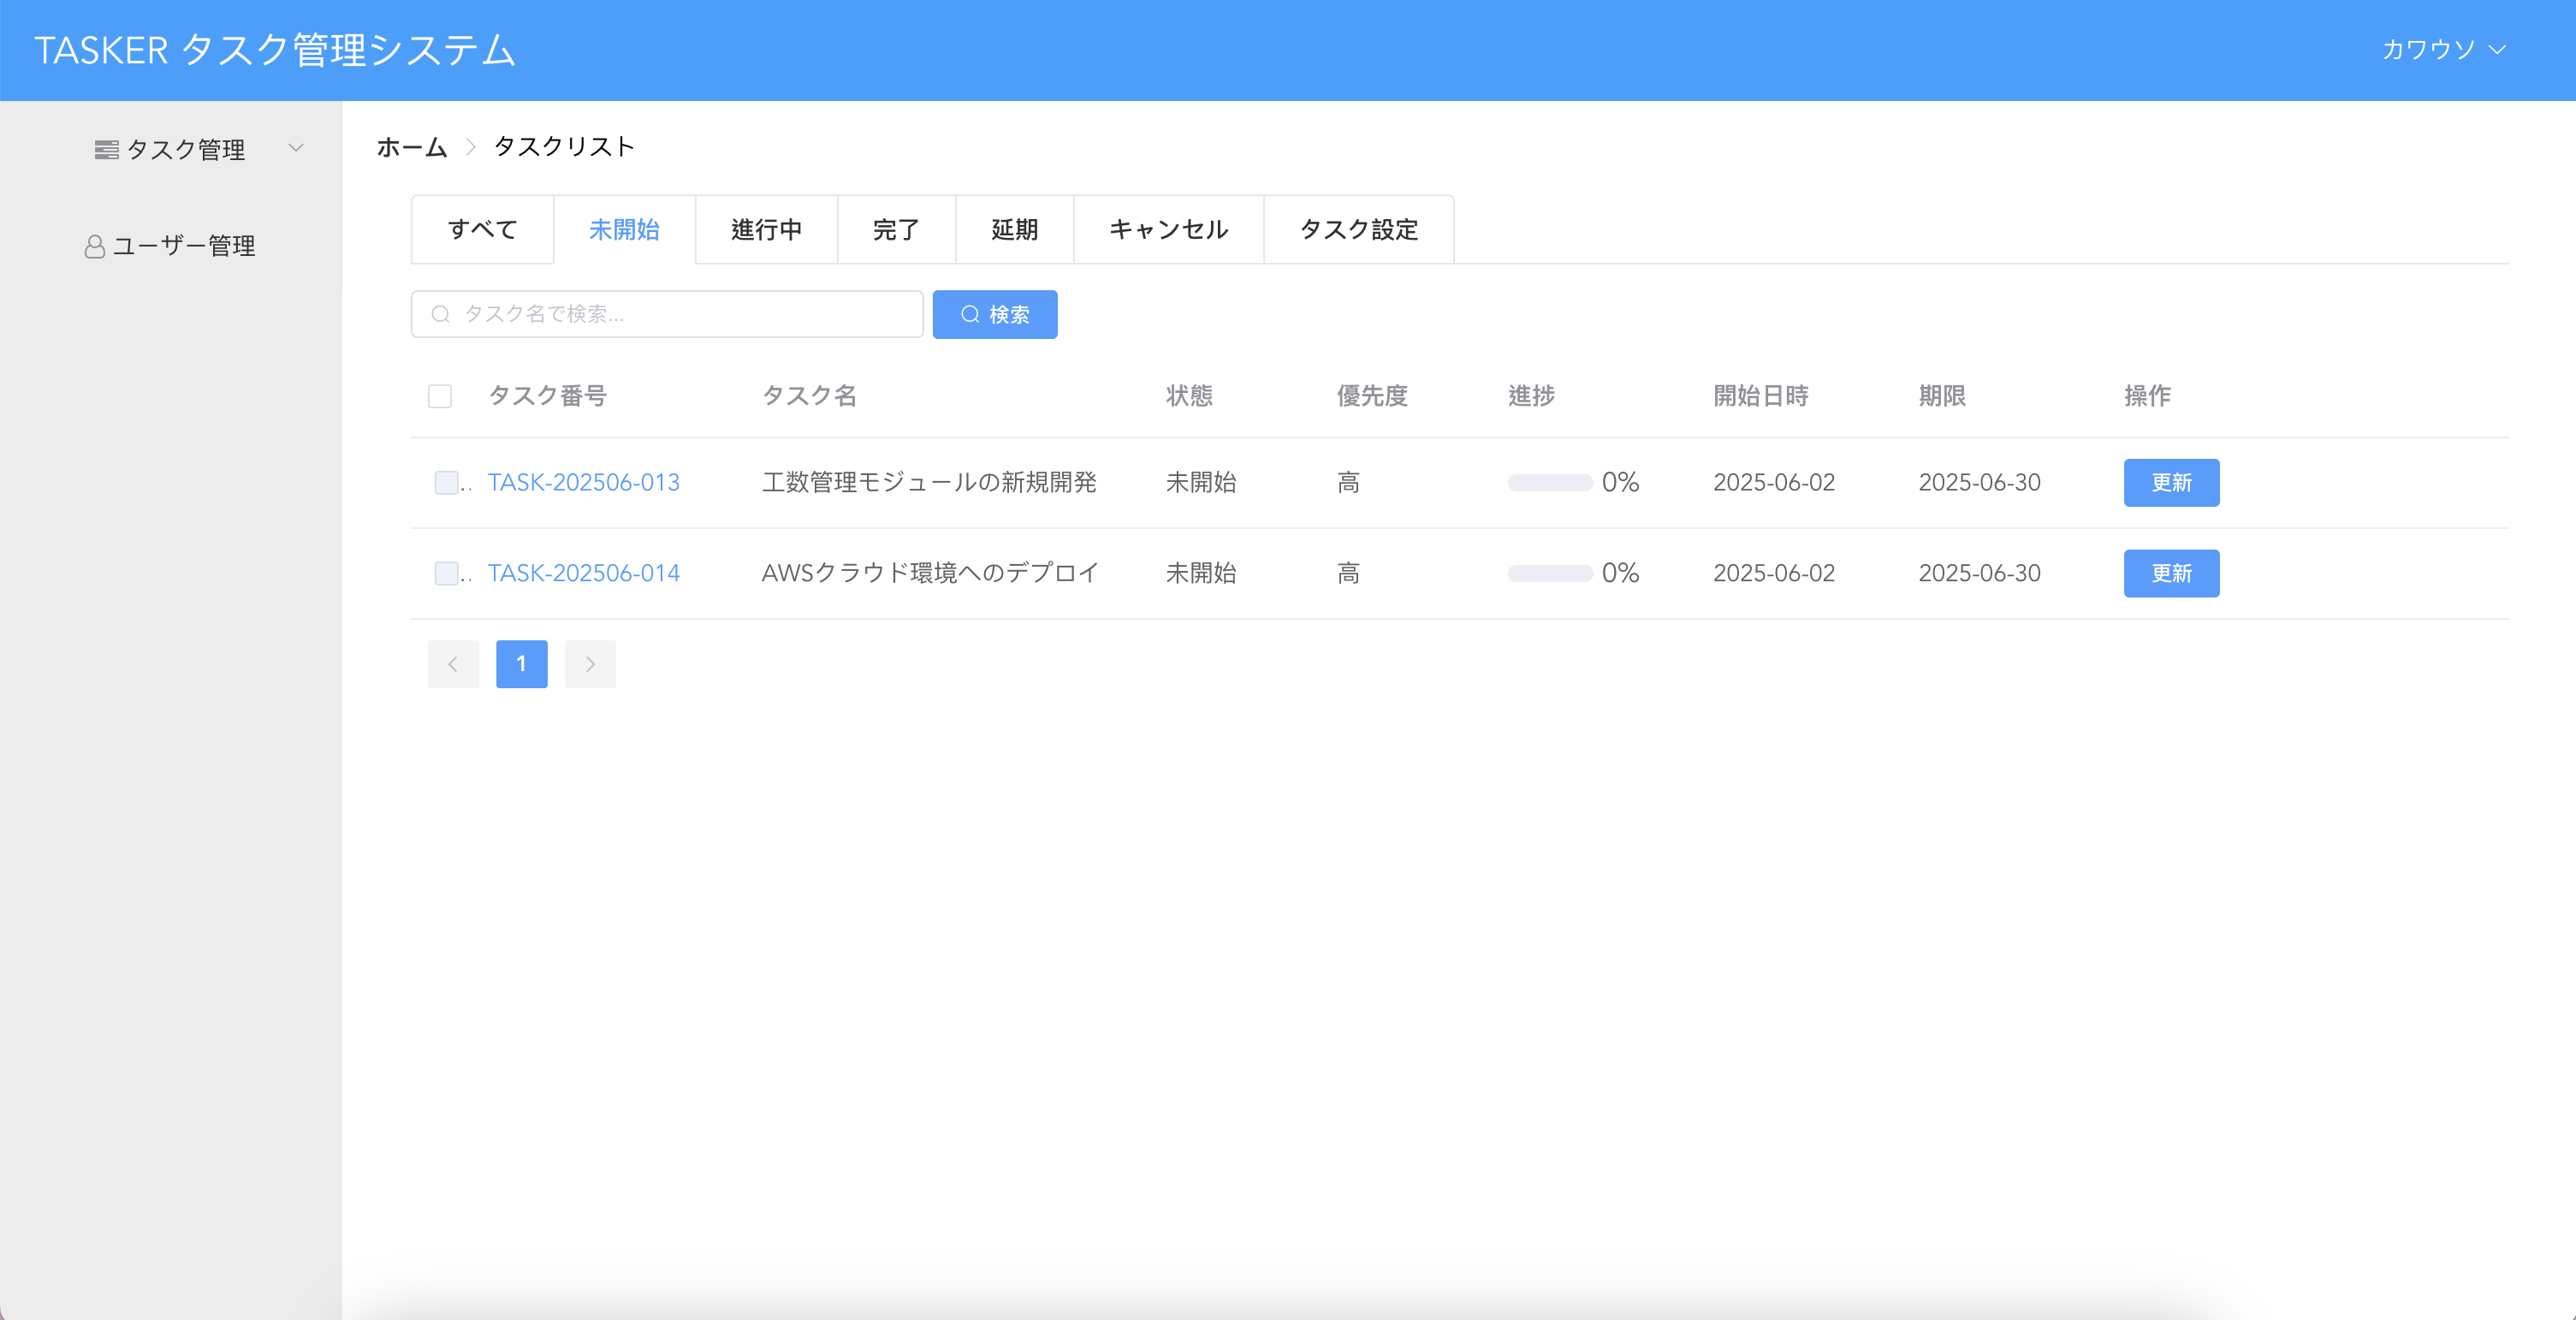 TASKER タスク管理システム
カワウソ
タスク管理
ユーザー管理
ホーム > タスクリスト
すべて 未開始 進行中 完了 延期 キャンセル タスク設定
タスク名で検索... 検索
タスク番号 タスク名 状態 優先度 進捗 開始日時 期限 操作
.. TASK-202506-013 工数管理モジュールの新規開発 未開始 高 0% 2025-06-02 2025-06-30 更新
.. TASK-202506-014 AWSクラウド環境へのデプロイ 未開始 高 0% 2025-06-02 2025-06-30 更新
< 1 >